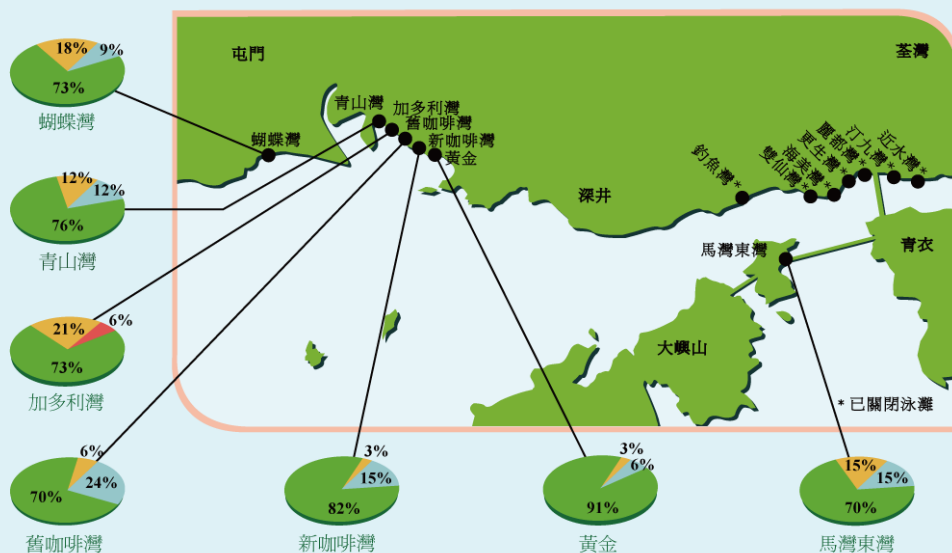 18%
9%
73%
蝴蝶灣
12%
12%
76%
青山灣
21%
6%
73%
加多利灣
6%
24%
70%
舊咖啡灣
3%
15%
82%
新咖啡灣
3%
6%
91%
黃金
15%
15%
70%
馬灣東灣
屯門
荃灣
青山灣
加多利灣
舊咖啡灣
新咖啡灣
黃金
蝴蝶灣
深井
釣魚灣*
雙仙灣*
海美灣*
更生灣*
麗都灣*
汀九灣*
近水灣*
青衣
馬灣東灣
大嶼山
* 已關閉泳灘